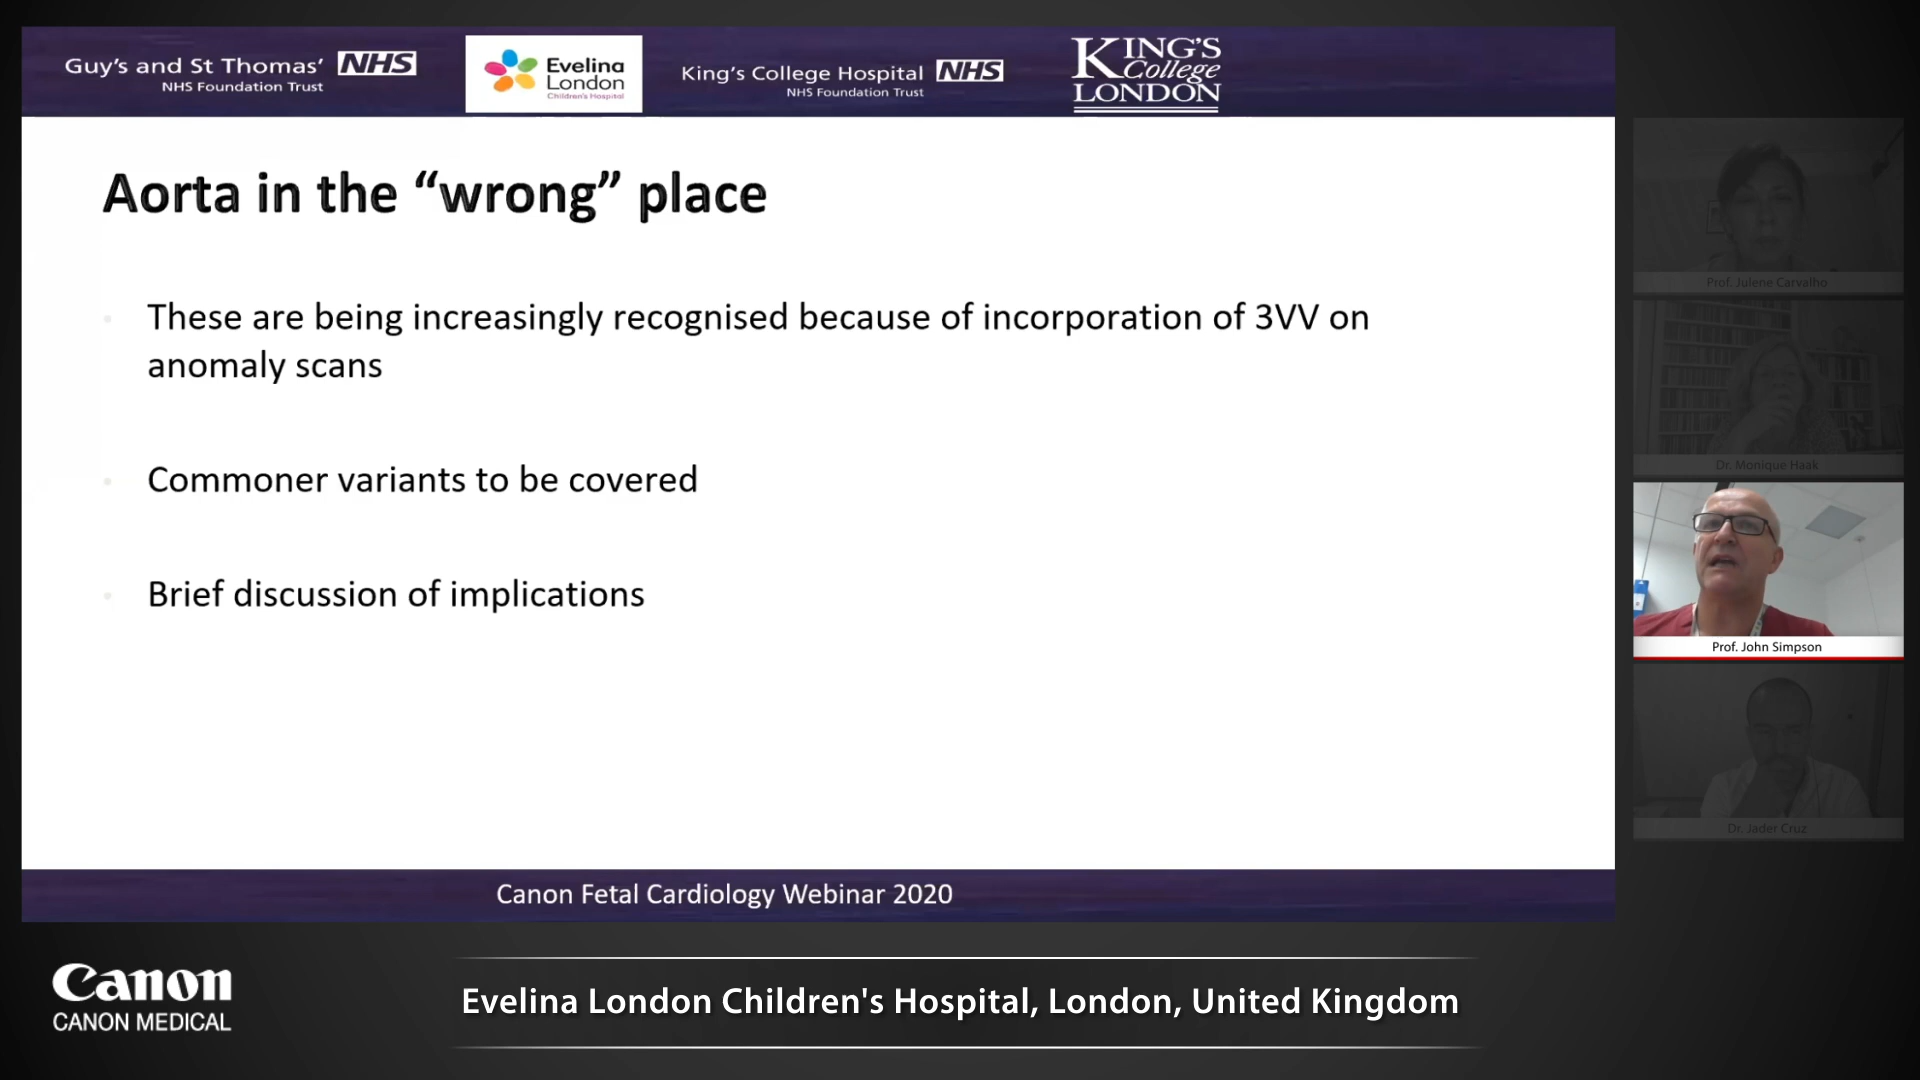 Guy's and St Thomas' NHS
NHS Foundation Trust
Evelina
London
Children's Hospital
King's College Hospital NHS
NHS Foundation Trust
KING'S
College
LONDON
Aorta in the “wrong” place
These are being increasingly recognised because of incorporation of 3VV on
anomaly scans
Commoner variants to be covered
Brief discussion of implications
Canon Fetal Cardiology Webinar 2020
Prof. Julene Carvalho
Dr. Monique Haak
Prof. John Simpson
Dr. Jader Cruz
Canon
CANON MEDICAL
Evelina London Children's Hospital, London, United Kingdom